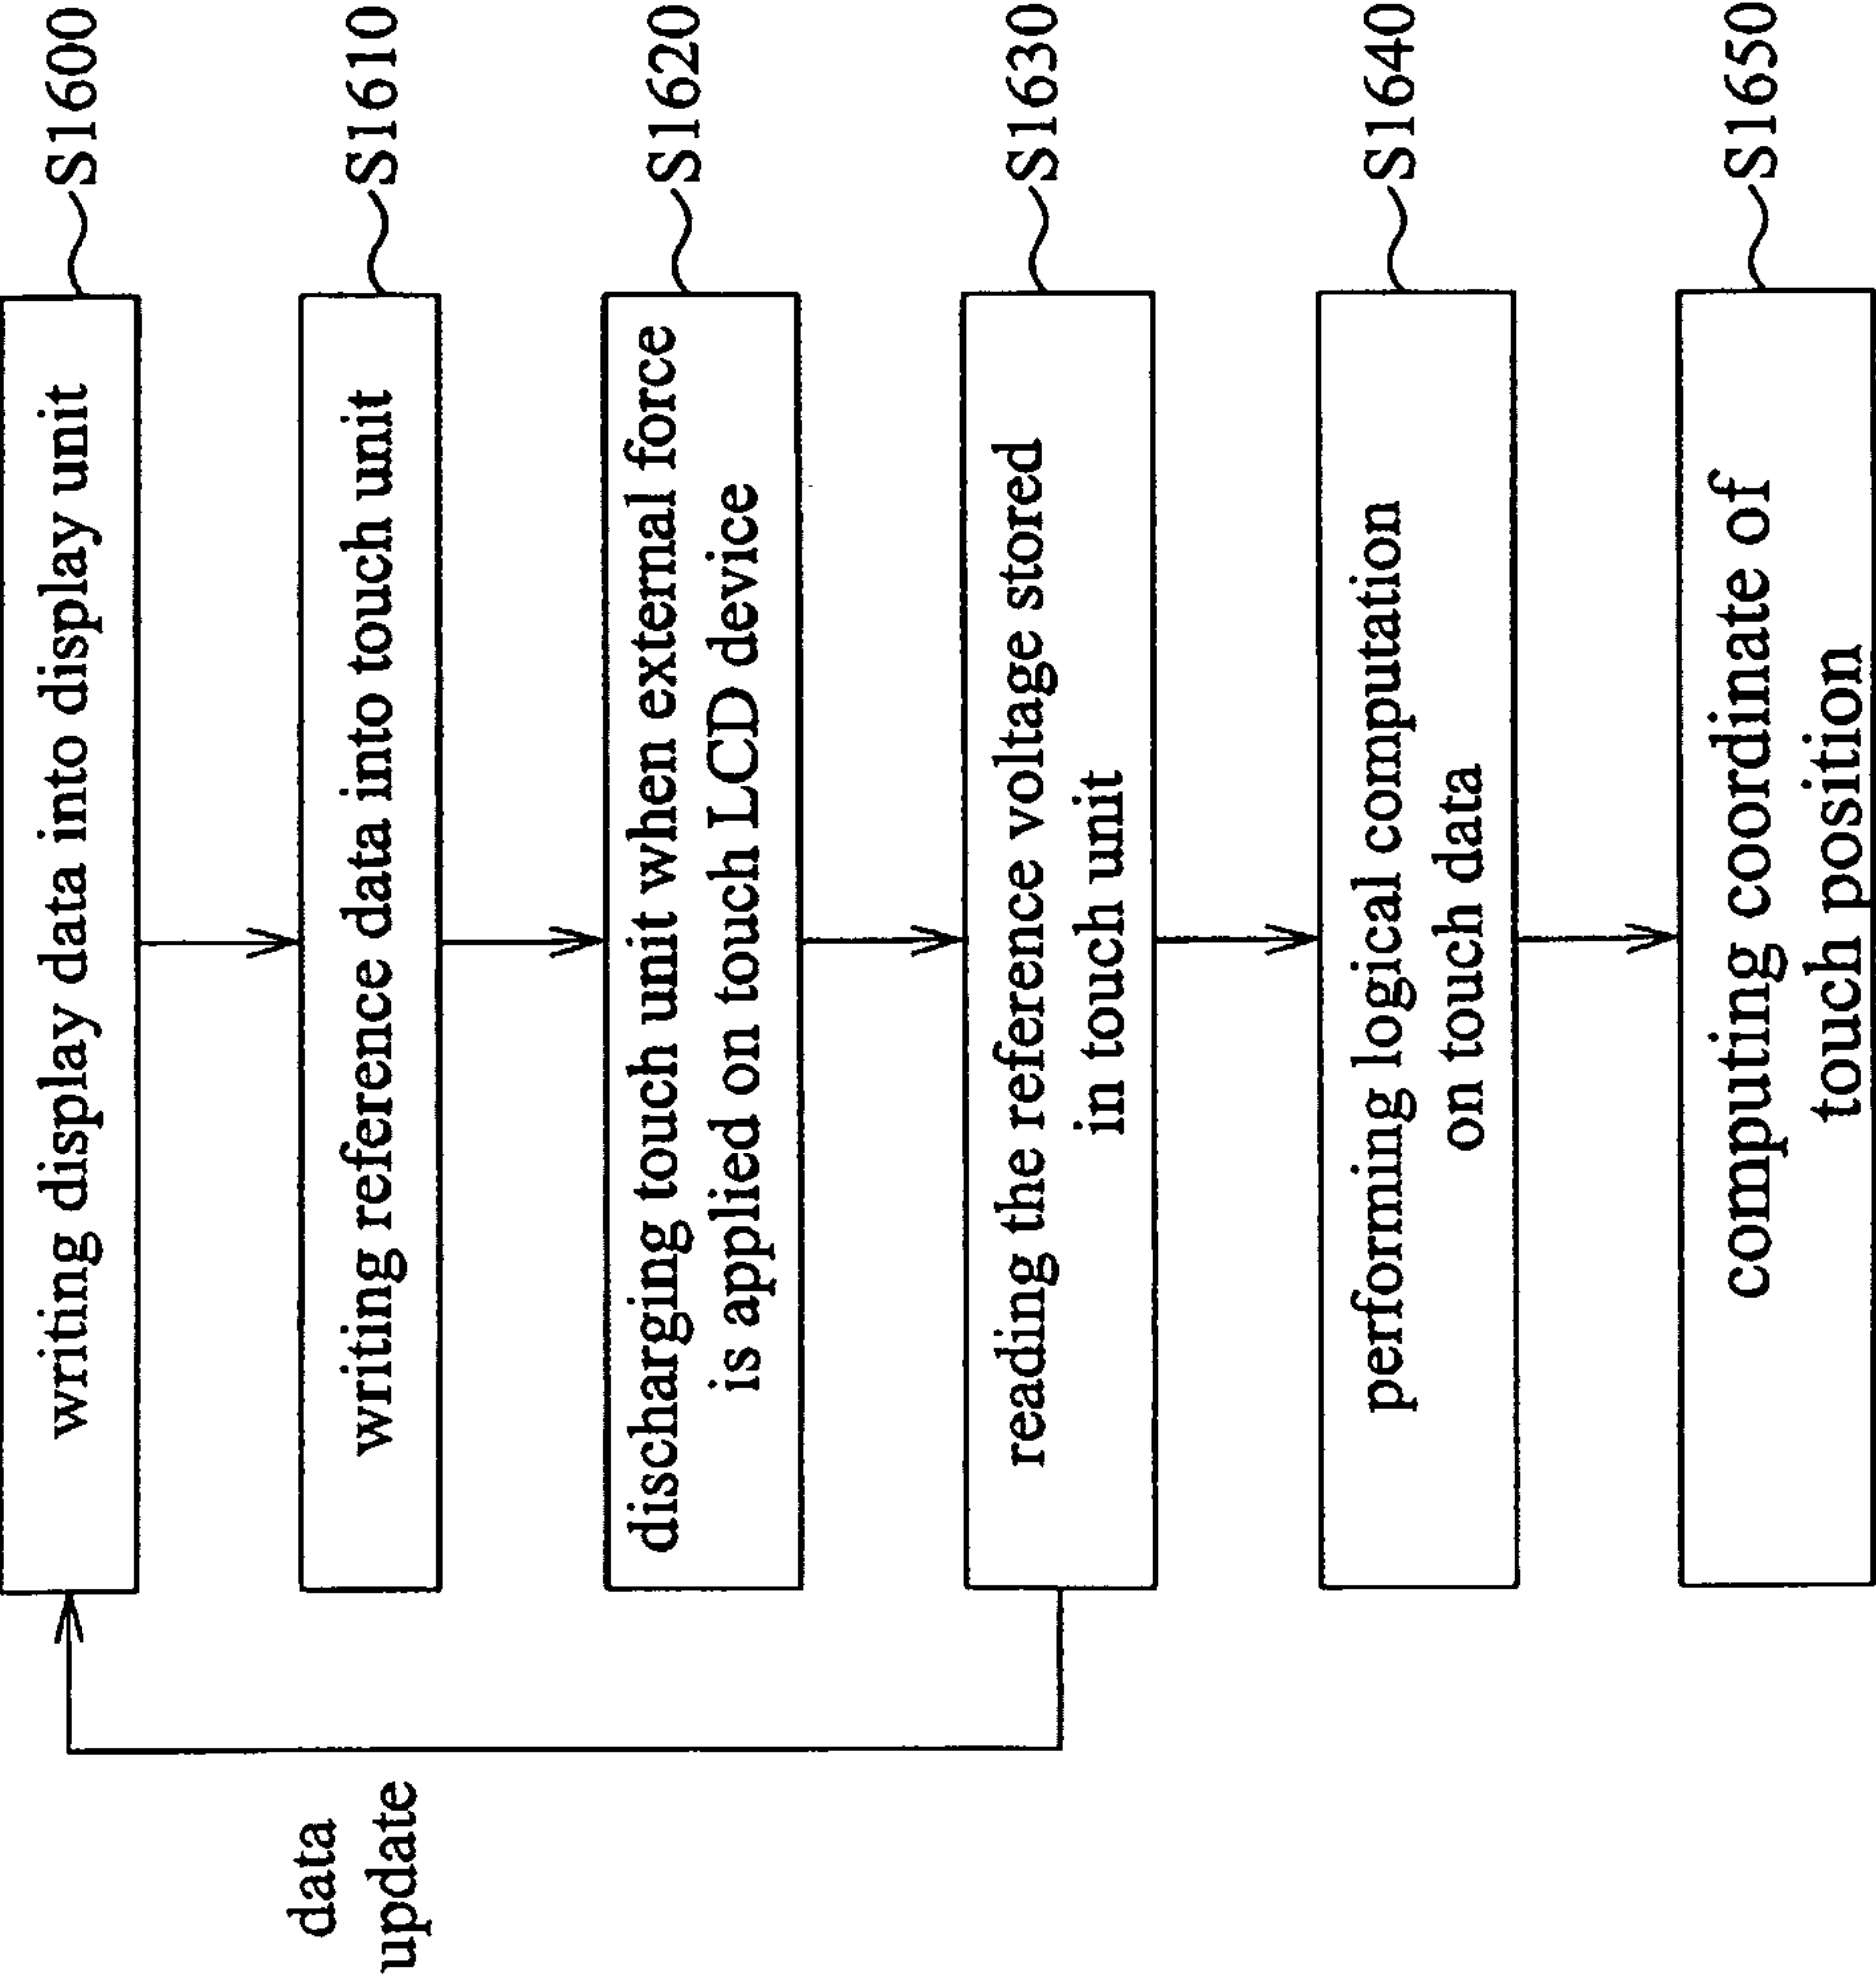 writing display data into display unit
S1600
writing reference data into touch unit
S1610
discharging touch unit when external force
is applied on touch LCD device
S1620
reading the reference voltage stored
in touch unit
S1630
performing logical computation
on touch data
S1640
computing coordinate of
touch position
S1650
data
update